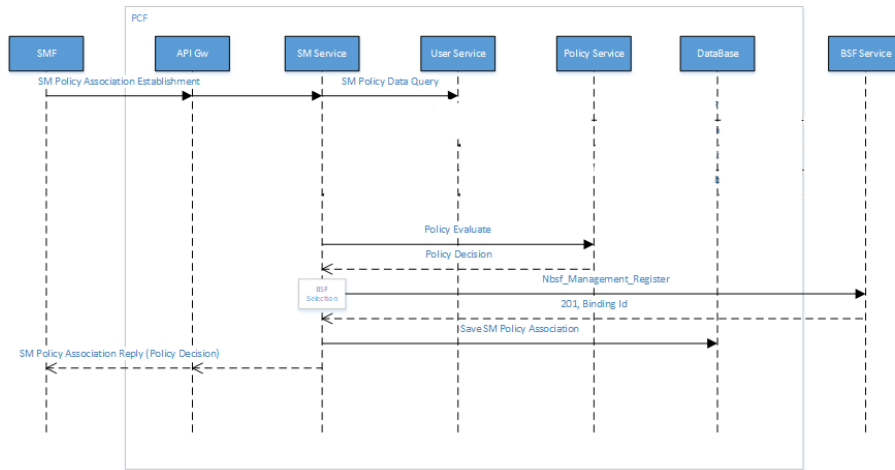 PCF
SMF
API Gw
SM Service
User Service
Policy Service
DataBase
BSF Service
SM Policy Association Establishment
SM Policy Data Query
Policy Evaluate
Policy Decision
BSF
Selection
Nbsf_Management_Register
201, Binding Id
Save SM Policy Association
SM Policy Association Reply (Policy Decision)